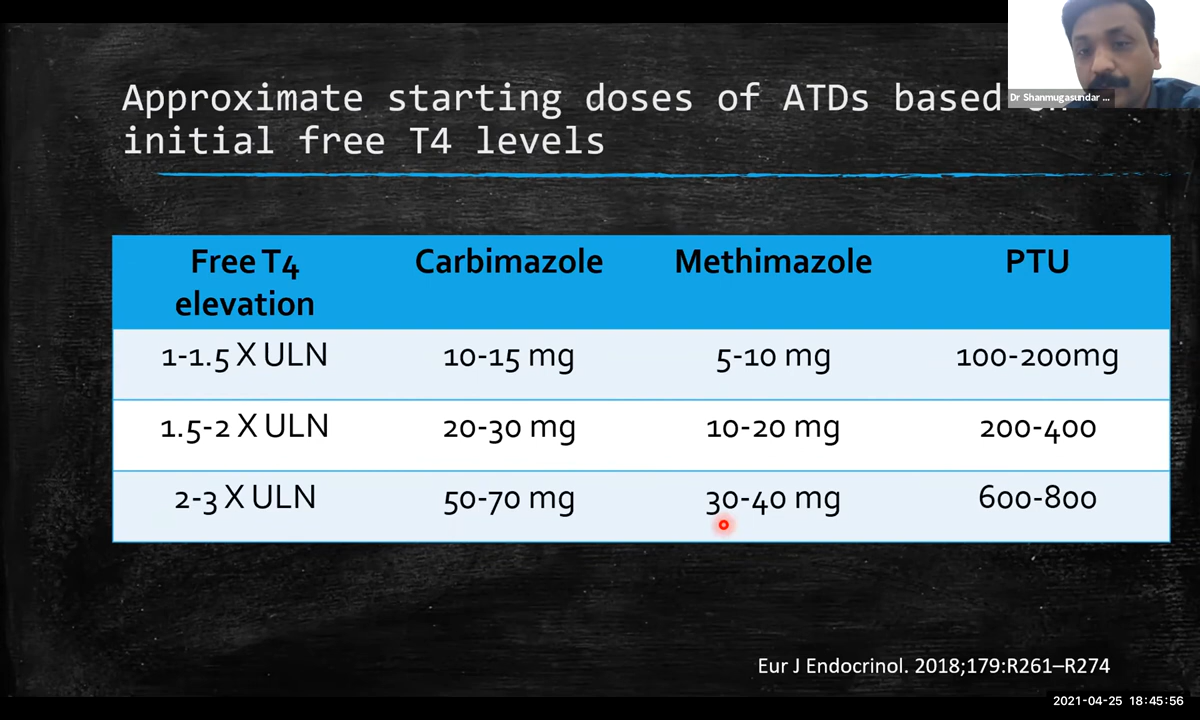 Approximate starting doses of ATDs based
initial free T4 levels
Dr Shanmugasundar ...
Free T4 elevation Carbimazole Methimazole PTU
1-1.5 X ULN 10-15 mg 5-10 mg 100-200mg
1.5-2 X ULN 20-30 mg 10-20 mg 200-400
2-3 X ULN 50-70 mg 30-40 mg 600-800
Eur J Endocrinol. 2018;179:R261–R274
2021-04-25 18:45:56